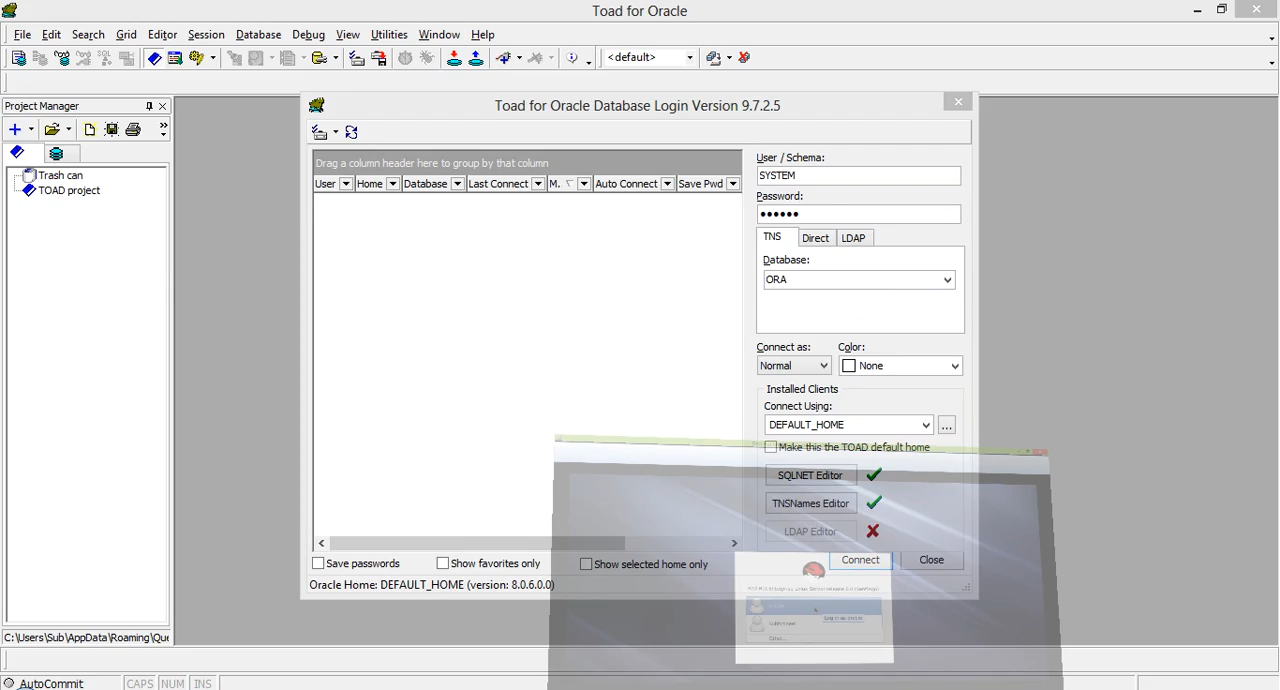 Toad for Oracle
File Edit Search Grid Editor Session Database Debug View Utilities Window Help
<default>
Project Manager
Trash can
TOAD project
C:\Users\Sub\AppData\Roaming\Que
AutoCommit CAPS NUM INS
Toad for Oracle Database Login Version 9.7.2.5
Drag a column header here to group by that column
User Home Database Last Connect M. Auto Connect Save Pwd
User / Schema:
SYSTEM
Password:
••••••
TNS Direct LDAP
Database:
ORA
Connect as: Color:
Normal None
Installed Clients
Connect Using:
DEFAULT_HOME ...
Make this the TOAD default home
SQLNET Editor
TNSNames Editor
LDAP Editor
Connect Close
Save passwords Show favorites only Show selected home only
Oracle Home: DEFAULT_HOME (version: 8.0.6.0.0)